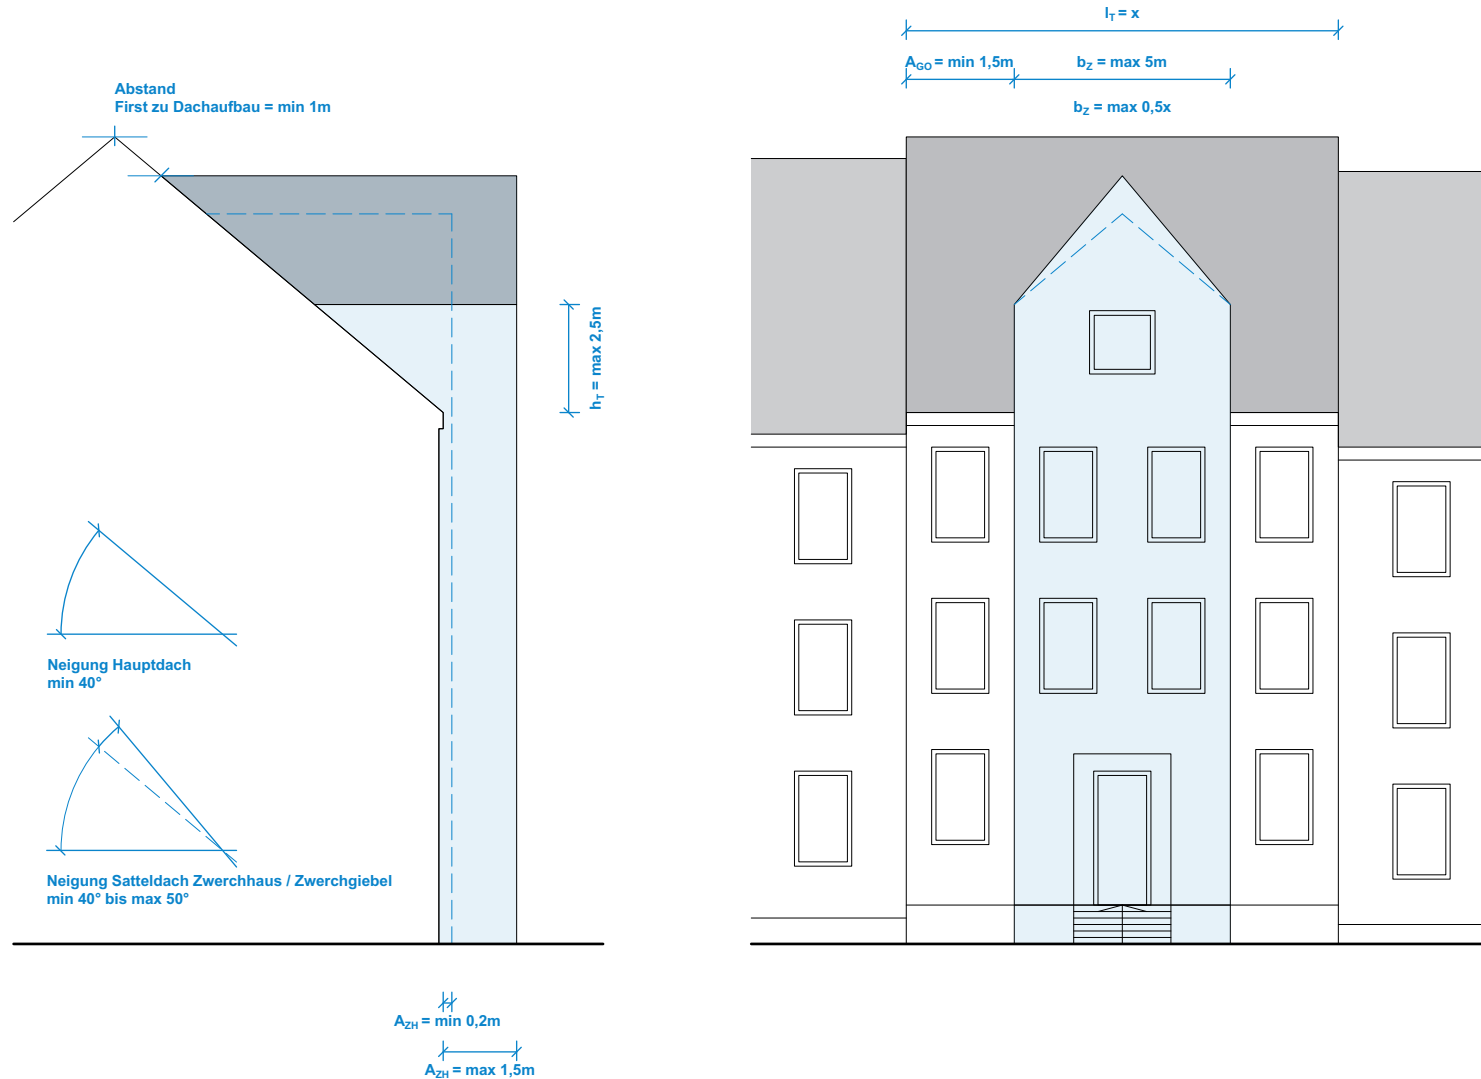 Abstand
First zu Dachaufbau = min 1m
hT = max 2,5m
Neigung Hauptdach
min 40°
Neigung Satteldach Zwerchhaus / Zwerchgiebel
min 40° bis max 50°
AZH = min 0,2m
AZH = max 1,5m
lT = x
AGO = min 1,5m
bZ = max 5m
bZ = max 0,5x